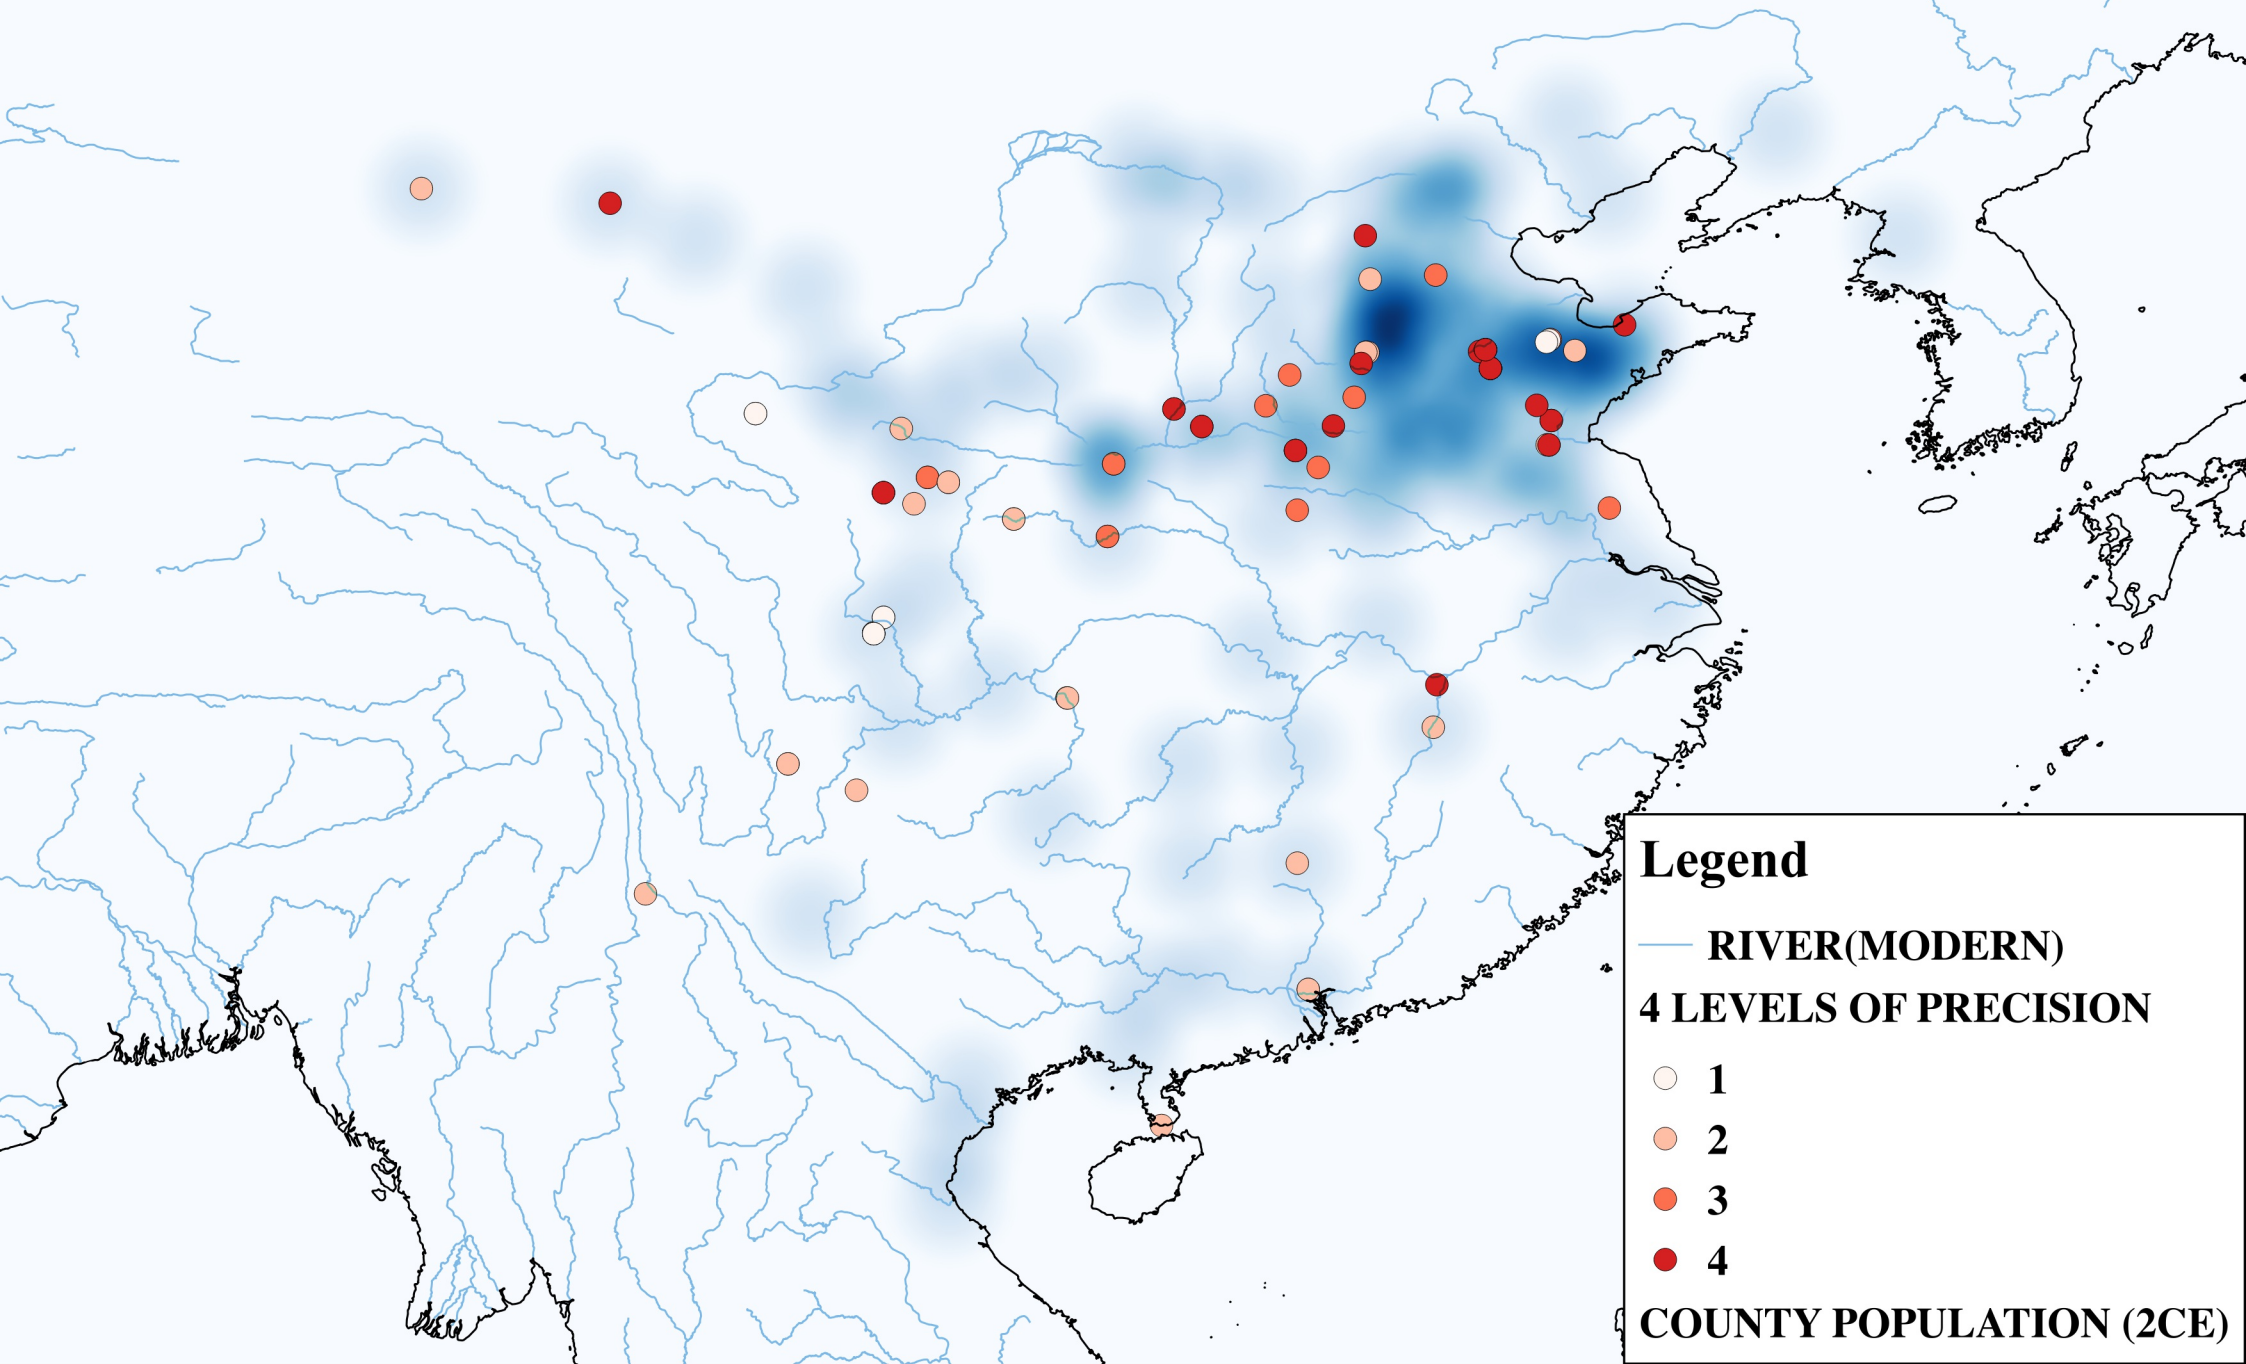 Legend
RIVER(MODERN)
4 LEVELS OF PRECISION
1
2
3
4
COUNTY POPULATION (2CE)